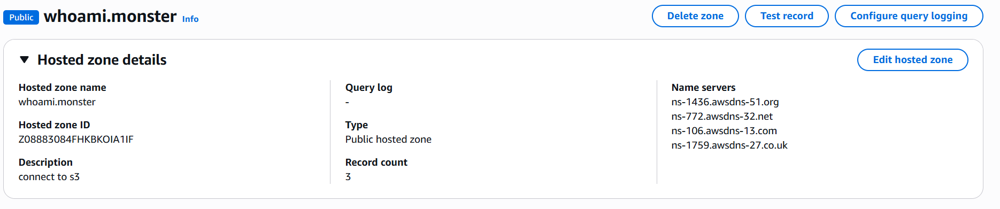 Public whoami.monster Info
Delete zone Test record Configure query logging
Hosted zone details
Edit hosted zone
Hosted zone name
whoami.monster
Hosted zone ID
Z08883084FHKBKOIA1IF
Description
connect to s3
Query log
-
Type
Public hosted zone
Record count
3
Name servers
ns-1436.awsdns-51.org
ns-772.awsdns-32.net
ns-106.awsdns-13.com
ns-1759.awsdns-27.co.uk